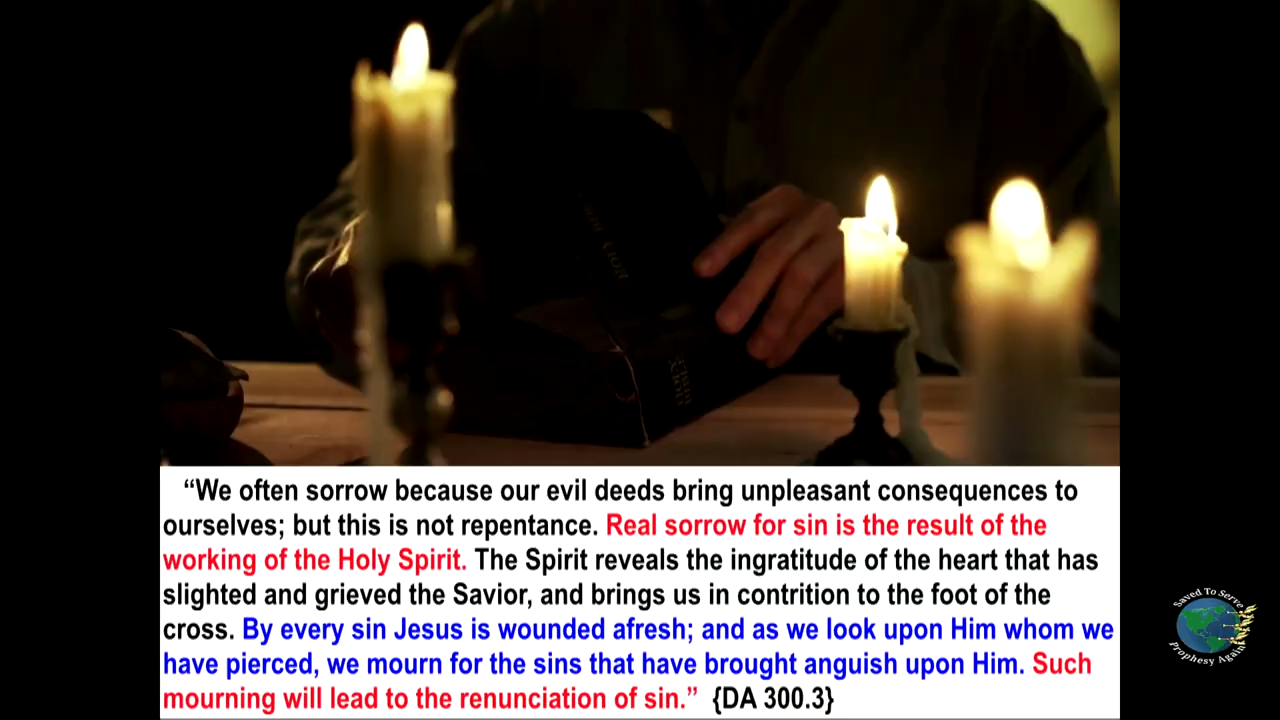 “We often sorrow because our evil deeds bring unpleasant consequences to
ourselves; but this is not repentance. Real sorrow for sin is the result of the
working of the Holy Spirit. The Spirit reveals the ingratitude of the heart that has
slighted and grieved the Savior, and brings us in contrition to the foot of the
cross. By every sin Jesus is wounded afresh; and as we look upon Him whom we
have pierced, we mourn for the sins that have brought anguish upon Him. Such
mourning will lead to the renunciation of sin.” {DA 300.3}
Saved To Serve
Prophesy Again